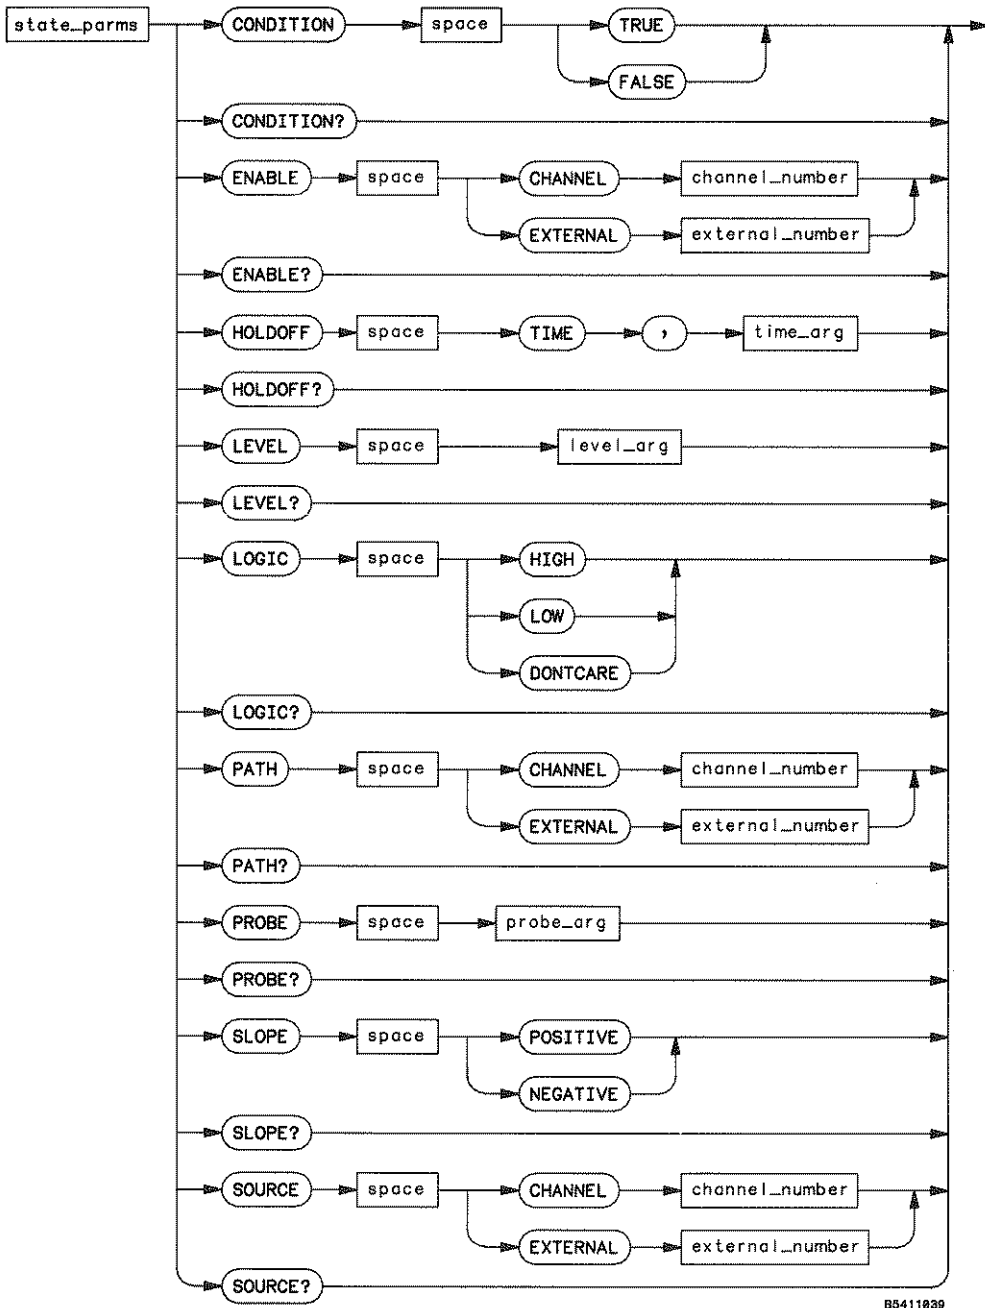 state_parms CONDITION space TRUE
FALSE
CONDITION?
ENABLE space CHANNEL channel_number
EXTERNAL external_number
ENABLE?
HOLDOFF space TIME , time_arg
HOLDOFF?
LEVEL space level_arg
LEVEL?
LOGIC space HIGH
LOW
DONTCARE
LOGIC?
PATH space CHANNEL channel_number
EXTERNAL external_number
PATH?
PROBE space probe_arg
PROBE?
SLOPE space POSITIVE
NEGATIVE
SLOPE?
SOURCE space CHANNEL channel_number
EXTERNAL external_number
SOURCE?
B5411039